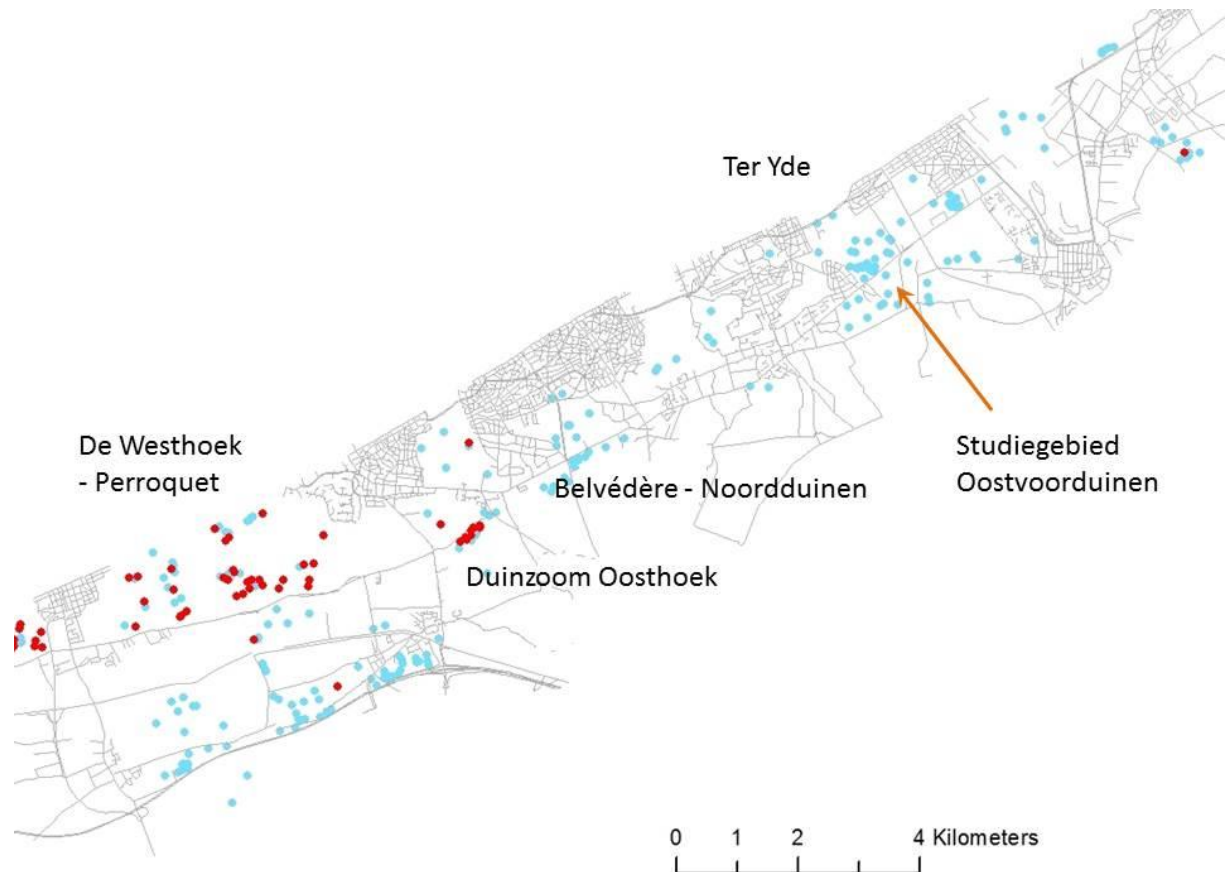 Ter Yde
De Westhoek
- Perroquet
Studiegebied
Oostvoorduinen
Belvédère - Noordduinen
Duinzoom Oosthoek
0 1 2 4 Kilometers